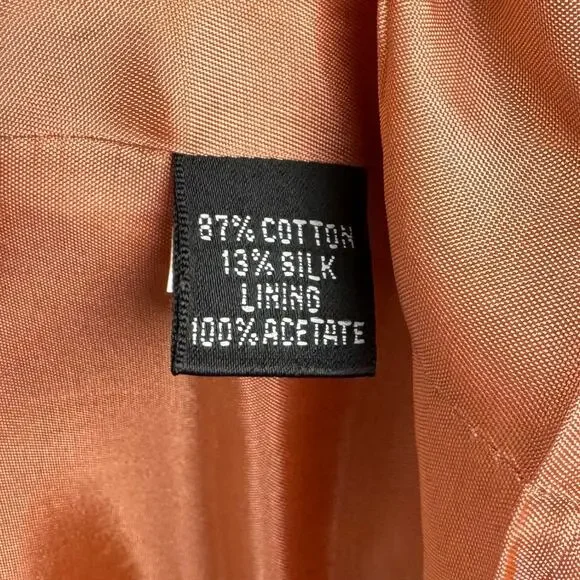 87% COTTON
13% SILK
LINING
100% ACETATE